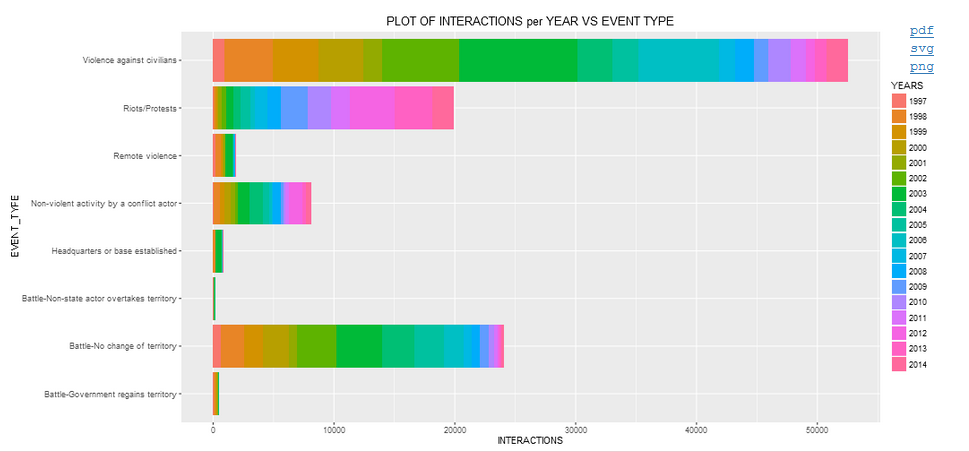 PLOT OF INTERACTIONS per YEAR VS EVENT TYPE
pdf
svg
png
YEARS
1997
1998
1999
2000
2001
2002
2003
2004
2005
2006
2007
2008
2009
2010
2011
2012
2013
2014
EVENT_TYPE
Violence against civilians
Riots/Protests
Remote violence
Non-violent activity by a conflict actor
Headquarters or base established
Battle-Non-state actor overtakes territory
Battle-No change of territory
Battle-Government regains territory
0 10000 20000 30000 40000 50000
INTERACTIONS